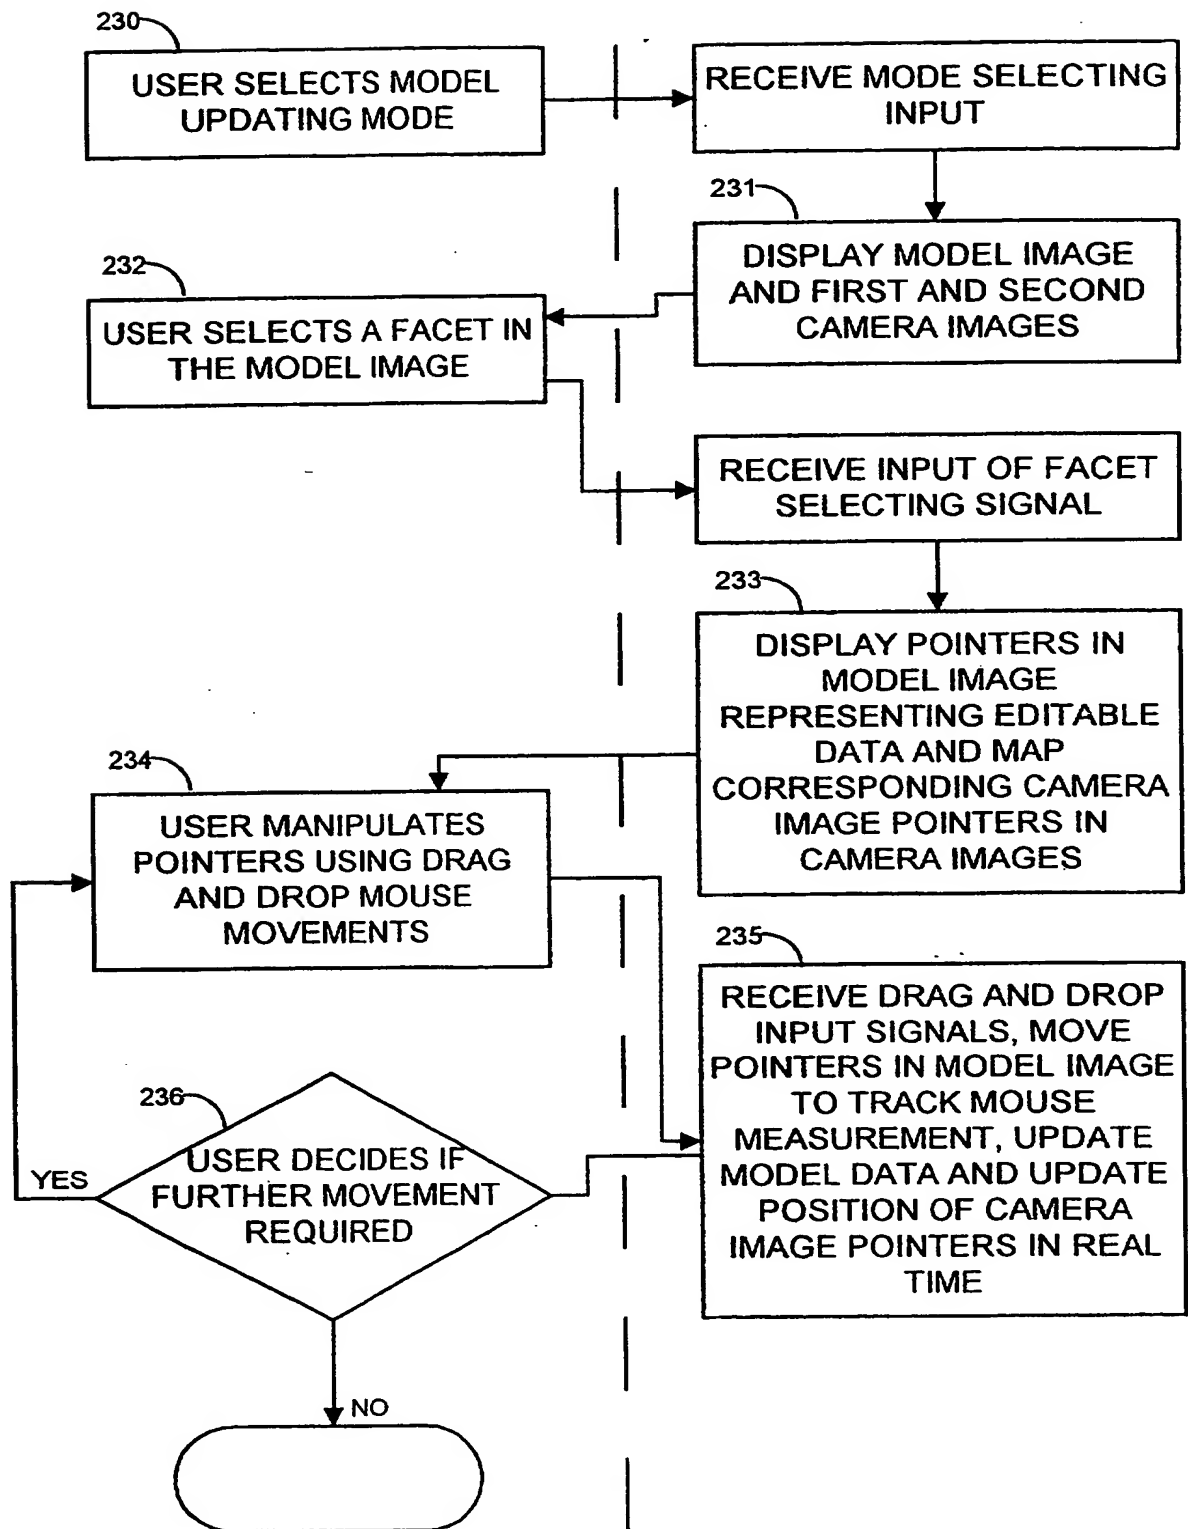 230
USER SELECTS MODEL
UPDATING MODE
RECEIVE MODE SELECTING
INPUT
231
DISPLAY MODEL IMAGE
AND FIRST AND SECOND
CAMERA IMAGES
232
USER SELECTS A FACET IN
THE MODEL IMAGE
RECEIVE INPUT OF FACET
SELECTING SIGNAL
233
DISPLAY POINTERS IN
MODEL IMAGE
REPRESENTING EDITABLE
DATA AND MAP
CORRESPONDING CAMERA
IMAGE POINTERS IN
CAMERA IMAGES
234
USER MANIPULATES
POINTERS USING DRAG
AND DROP MOUSE
MOVEMENTS
235
RECEIVE DRAG AND DROP
INPUT SIGNALS, MOVE
POINTERS IN MODEL IMAGE
TO TRACK MOUSE
MEASUREMENT, UPDATE
MODEL DATA AND UPDATE
POSITION OF CAMERA
IMAGE POINTERS IN REAL
TIME
236
USER DECIDES IF
FURTHER MOVEMENT
REQUIRED
YES
NO